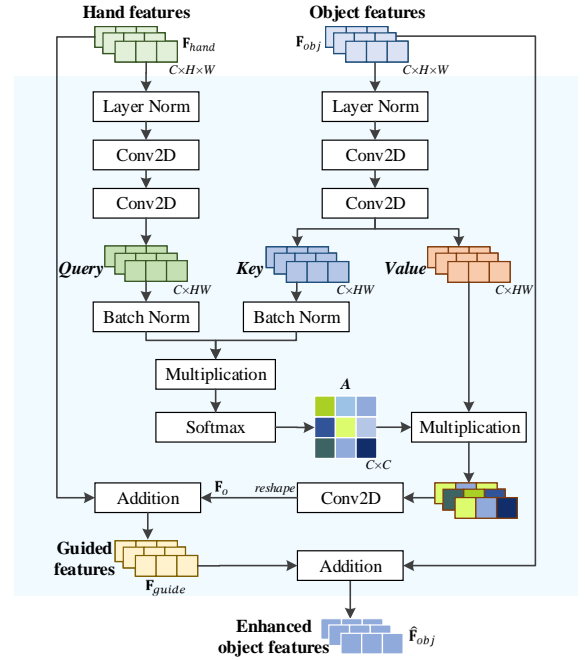 Hand features
Object features
F_hand
F_obj
C×H×W
C×H×W
Layer Norm
Layer Norm
Conv2D
Conv2D
Conv2D
Conv2D
Query
Key
Value
C×HW
C×HW
C×HW
Batch Norm
Batch Norm
Multiplication
A
Softmax
Multiplication
C×C
F_o
reshape
Addition
Conv2D
Guided
features
F_guide
Addition
Enhanced
object features
F̂_obj